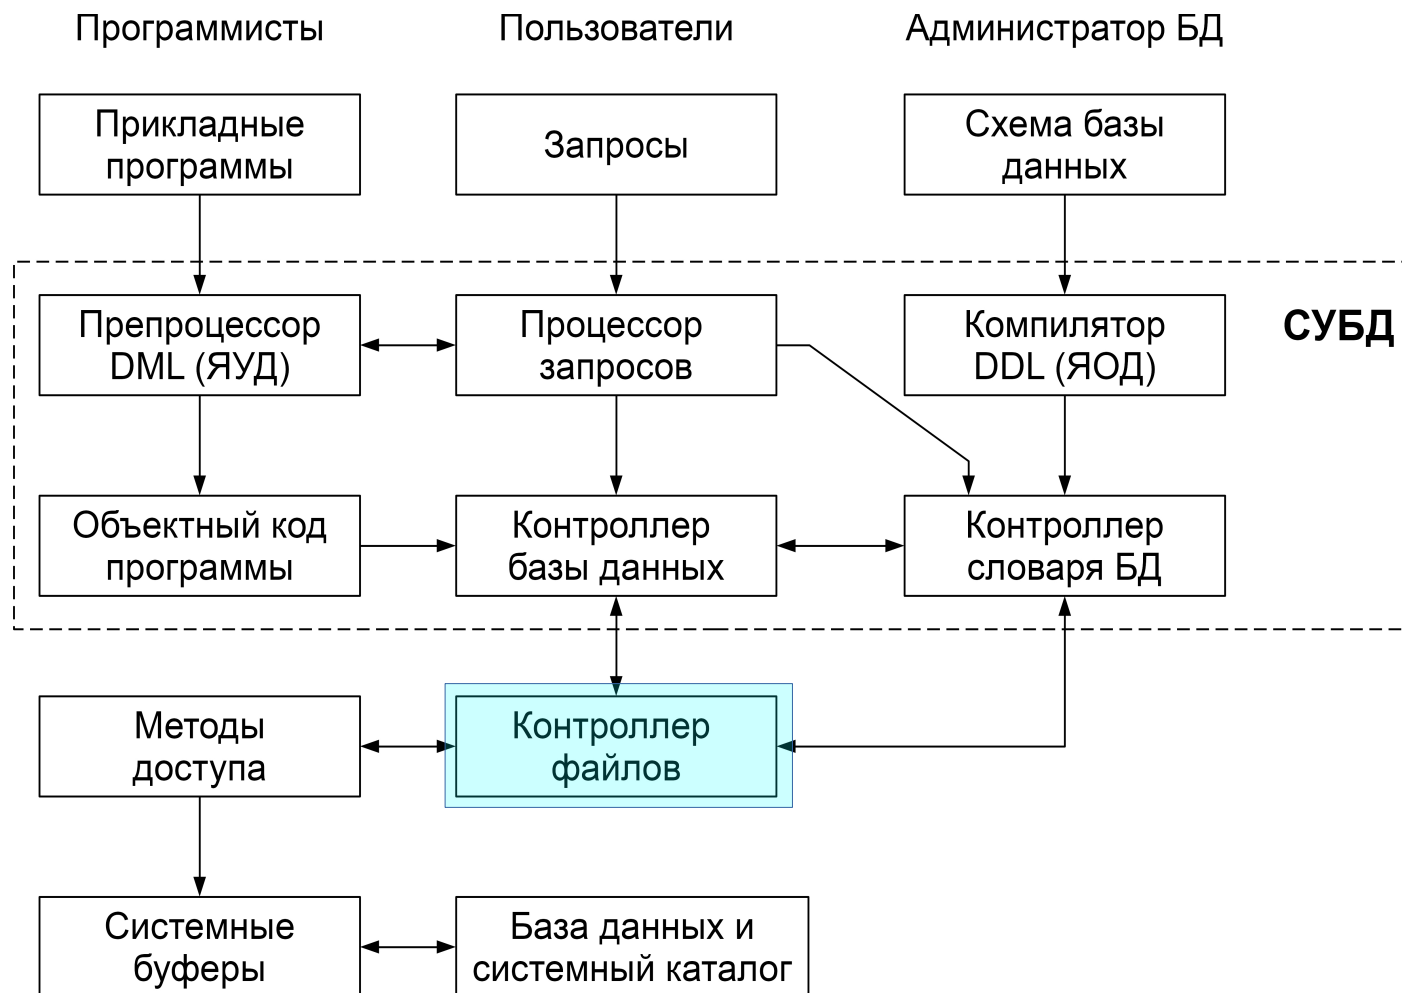 Программисты
Пользователи
Администратор БД
Прикладные
программы
Запросы
Схема базы
данных
СУБД
Препроцессор
DML (ЯУД)
Процессор
запросов
Компилятор
DDL (ЯОД)
Объектный код
программы
Контроллер
базы данных
Контроллер
словаря БД
Методы
доступа
Контроллер
файлов
Системные
буферы
База данных и
системный каталог